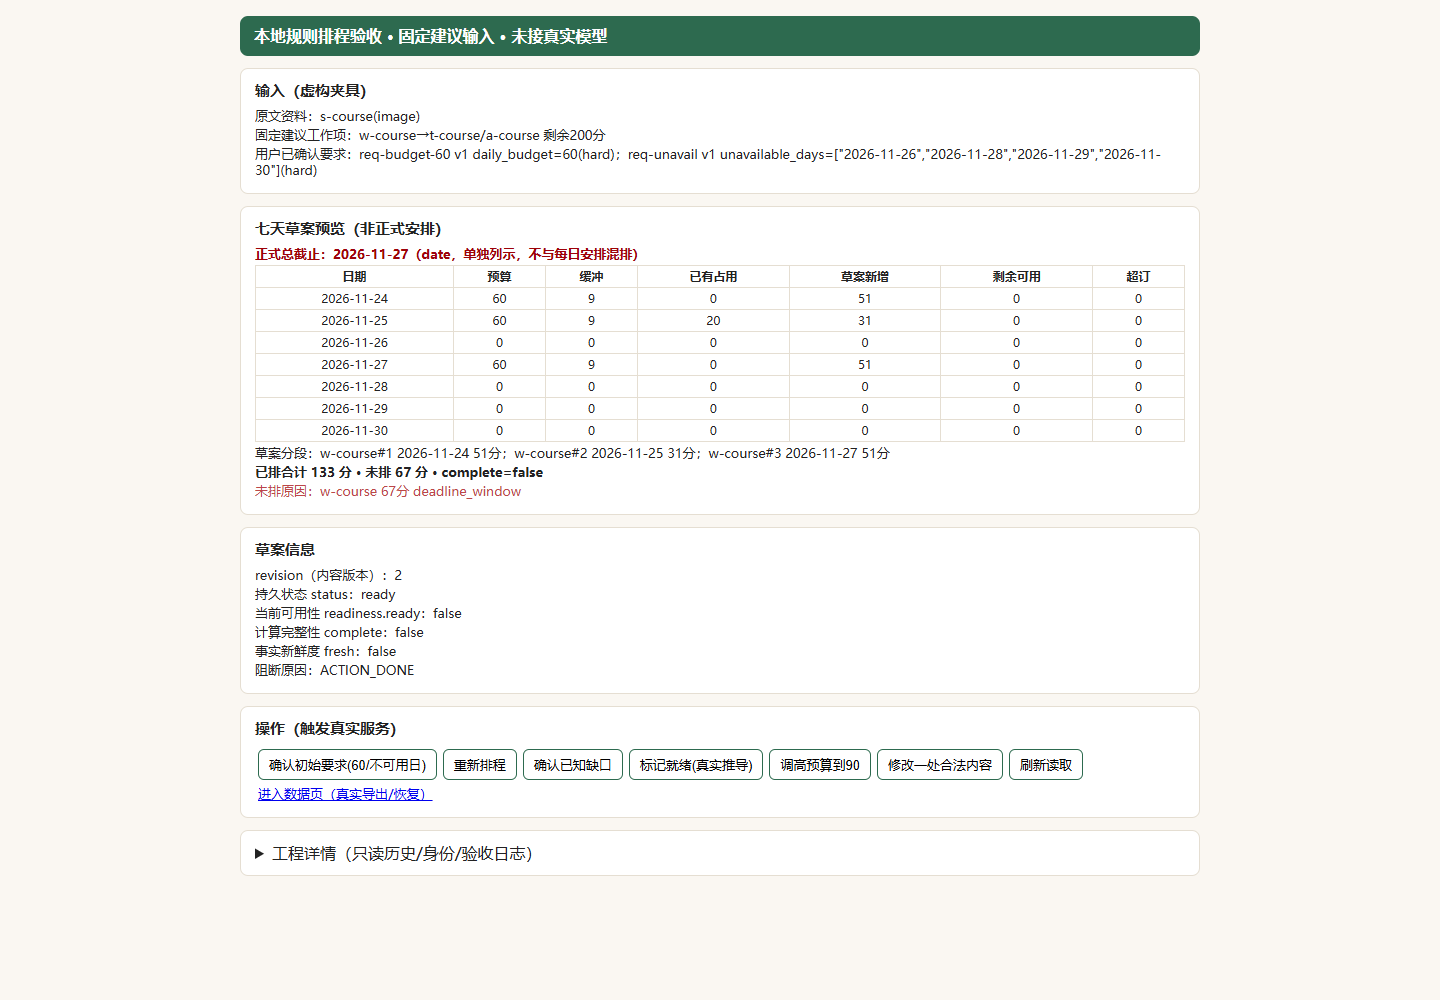 本地规则排程验收 • 固定建议输入 • 未接真实模型
输入（虚构夹具）
原文资料：s-course(image)
固定建议工作项：w-course→t-course/a-course 剩余200分
用户已确认要求：req-budget-60 v1 daily_budget=60(hard)；req-unavail v1 unavailable_days=["2026-11-26","2026-11-28","2026-11-29","2026-11-
30"](hard)
七天草案预览（非正式安排）
正式总截止：2026-11-27（date，单独列示，不与每日安排混排）
日期 预算 缓冲 已有占用 草案新增 剩余可用 超订
2026-11-24 60 9 0 51 0 0
2026-11-25 60 9 20 31 0 0
2026-11-26 0 0 0 0 0 0
2026-11-27 60 9 0 51 0 0
2026-11-28 0 0 0 0 0 0
2026-11-29 0 0 0 0 0 0
2026-11-30 0 0 0 0 0 0
草案分段：w-course#1 2026-11-24 51分；w-course#2 2026-11-25 31分；w-course#3 2026-11-27 51分
已排合计 133 分 • 未排 67 分 • complete=false
未排原因：w-course 67分 deadline_window
草案信息
revision（内容版本）：2
持久状态 status：ready
当前可用性 readiness.ready：false
计算完整性 complete：false
事实新鲜度 fresh：false
阻断原因：ACTION_DONE
操作（触发真实服务）
确认初始要求(60/不可用日) 重新排程 确认已知缺口 标记就绪(真实推导) 调高预算到90 修改一处合法内容 刷新读取
进入数据页（真实导出/恢复）
▶ 工程详情（只读历史/身份/验收日志）